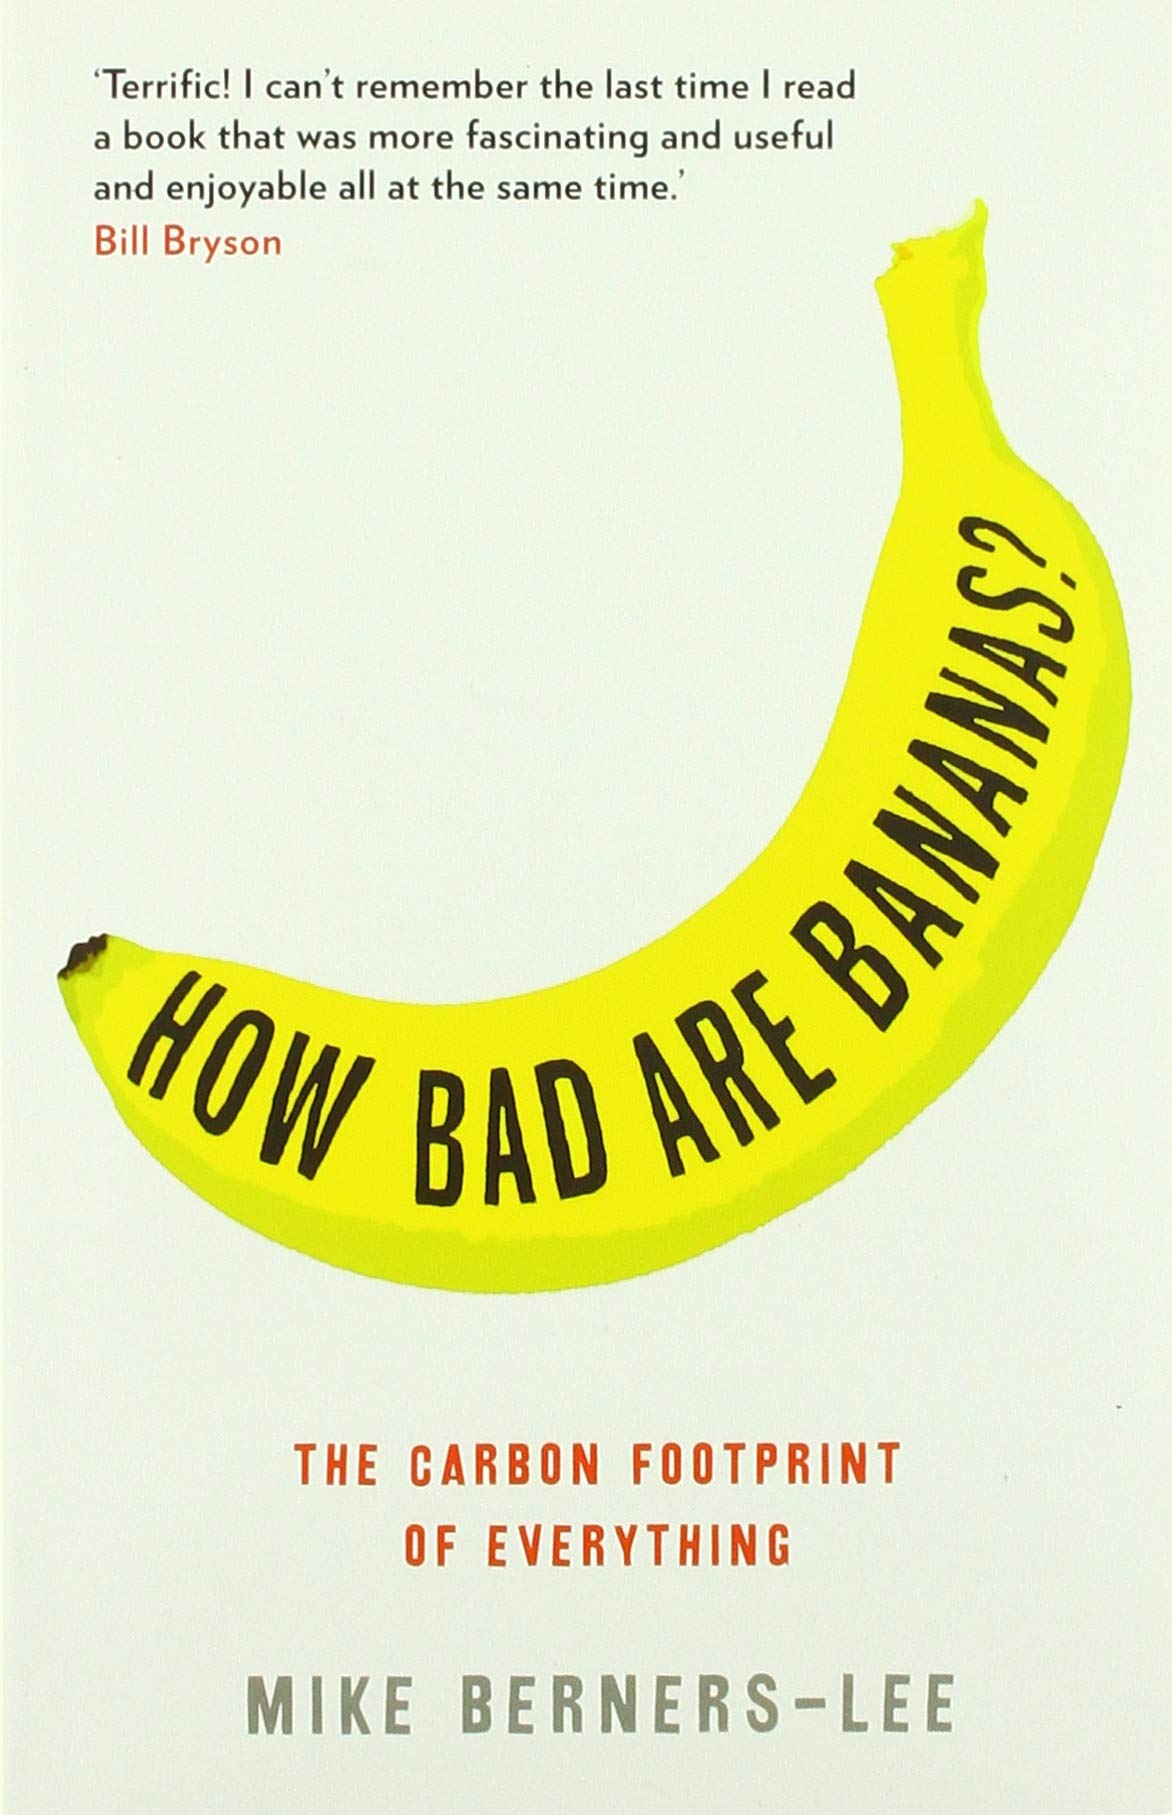 ‘Terrific! I can’t remember the last time I read
a book that was more fascinating and useful
and enjoyable all at the same time.’
Bill Bryson
HOW BAD ARE BANANAS?
THE CARBON FOOTPRINT
OF EVERYTHING
MIKE BERNERS-LEE